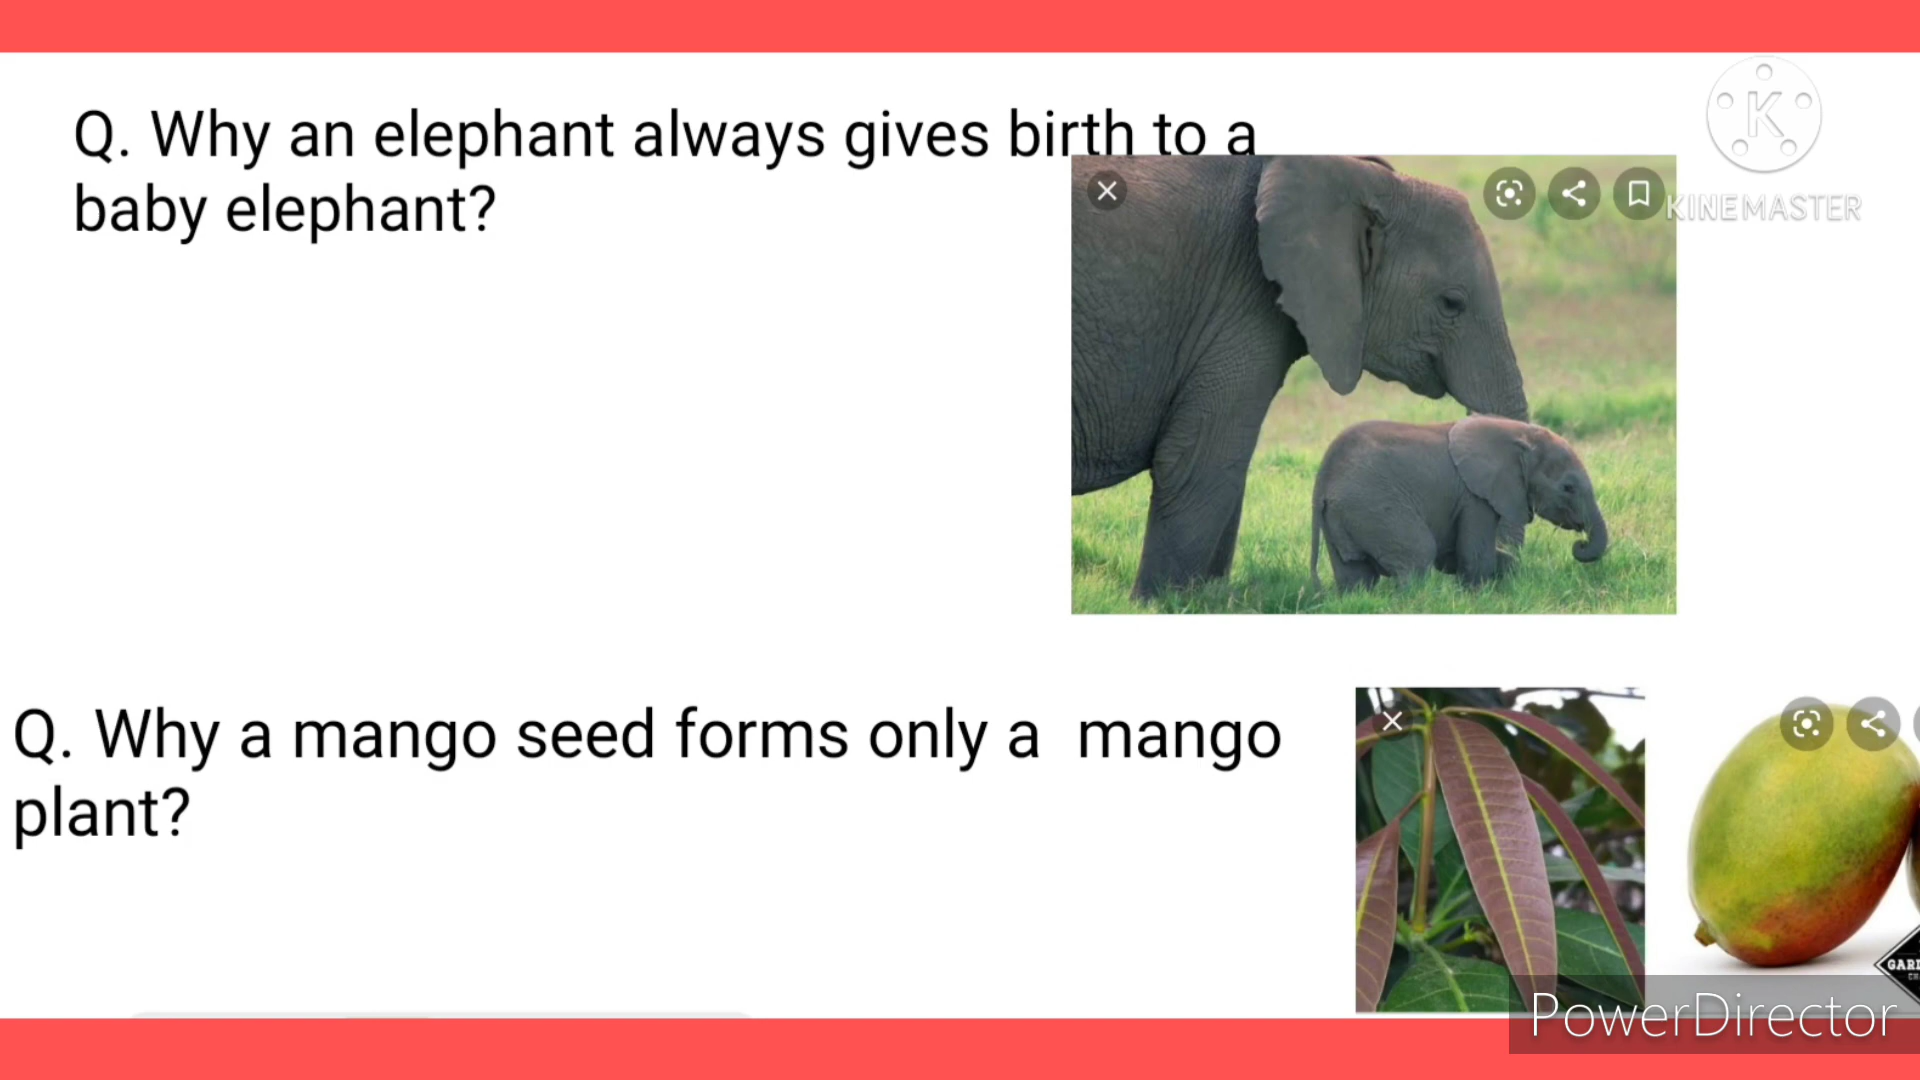 Q. Why an elephant always gives birth to a
baby elephant?
K
KINEMASTER
Q. Why a mango seed forms only a mango
plant?
PowerDirector